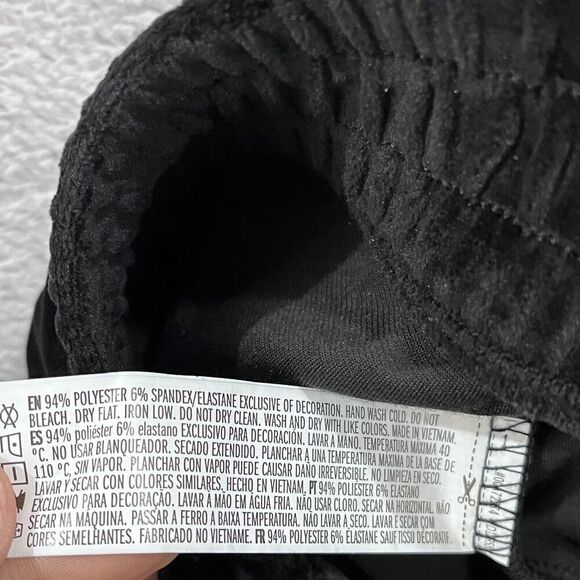 EN 94% POLYESTER 6% SPANDEX/ELASTANE EXCLUSIVE OF DECORATION. HAND WASH COLD. DO NOT
BLEACH. DRY FLAT. IRON LOW. DO NOT DRY CLEAN. WASH AND DRY WITH LIKE COLORS. MADE IN VIETNAM.
ES 94% poliéster 6% elastano EXCLUSIVO PARA DECORACIÓN. LAVAR A MANO. TEMPERATURA MÁXIMA 40
°C. NO USAR BLANQUEADOR. SECADO EXTENDIDO. PLANCHAR A UNA TEMPERATURA MÁXIMA DE LA BASE DE
110 °C, SIN VAPOR. PLANCHAR CON VAPOR PUEDE CAUSAR DAÑO IRREVERSIBLE. NO LIMPIEZA EN SECO.
LAVAR Y SECAR CON COLORES SIMILARES, HECHO EN VIETNAM, PT 94% POLIÉSTER 6% ELASTANO
EXCLUSIVO PARA DECORAÇÃO. LAVAR À MÃO EM ÁGUA FRIA. NÃO USAR CLORO. SECAR NA HORIZONTAL. NÃO
SECAR NA MÁQUINA. PASSAR A FERRO A BAIXA TEMPERATURA. NÃO LAVAR A SECO. LAVAR E SECAR COM
CORES SEMELHANTES. FABRICADO NO VIETNAME. FR 94% POLYESTER 6% ELASTANE SAUF TISSU DÉCORATIF.